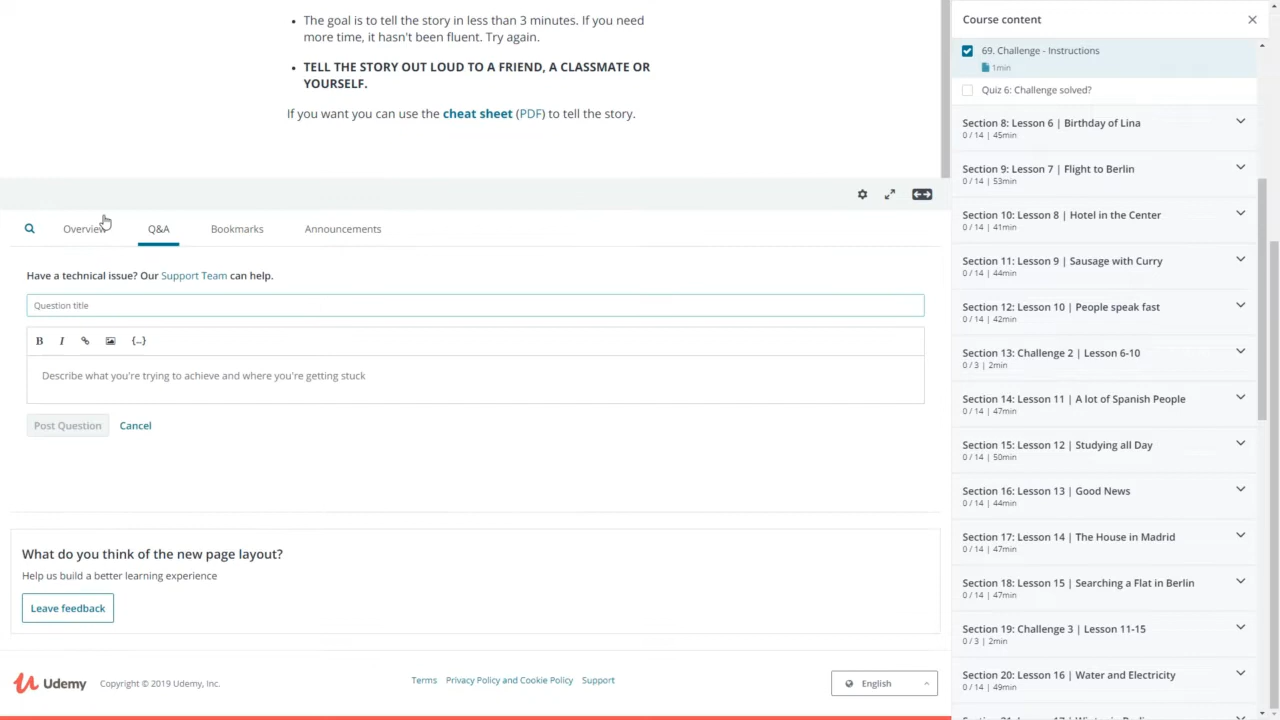 • The goal is to tell the story in less than 3 minutes. If you need
more time, it hasn't been fluent. Try again.
• TELL THE STORY OUT LOUD TO A FRIEND, A CLASSMATE OR
YOURSELF.
If you want you can use the cheat sheet (PDF) to tell the story.
Overview
Q&A
Bookmarks
Announcements
Have a technical issue? Our Support Team can help.
Question title
B I {..}
Describe what you're trying to achieve and where you're getting stuck
Post Question
Cancel
What do you think of the new page layout?
Help us build a better learning experience
Leave feedback
Udemy
Copyright © 2019 Udemy, Inc.
Terms
Privacy Policy and Cookie Policy
Support
English
Course content
69. Challenge - Instructions
1min
Quiz 6: Challenge solved?
Section 8: Lesson 6 | Birthday of Lina
0 / 14 | 45min
Section 9: Lesson 7 | Flight to Berlin
0 / 14 | 53min
Section 10: Lesson 8 | Hotel in the Center
0 / 14 | 41min
Section 11: Lesson 9 | Sausage with Curry
0 / 14 | 44min
Section 12: Lesson 10 | People speak fast
0 / 14 | 42min
Section 13: Challenge 2 | Lesson 6-10
0 / 3 | 2min
Section 14: Lesson 11 | A lot of Spanish People
0 / 14 | 47min
Section 15: Lesson 12 | Studying all Day
0 / 14 | 50min
Section 16: Lesson 13 | Good News
0 / 14 | 44min
Section 17: Lesson 14 | The House in Madrid
0 / 14 | 47min
Section 18: Lesson 15 | Searching a Flat in Berlin
0 / 14 | 47min
Section 19: Challenge 3 | Lesson 11-15
0 / 3 | 2min
Section 20: Lesson 16 | Water and Electricity
0 / 14 | 49min